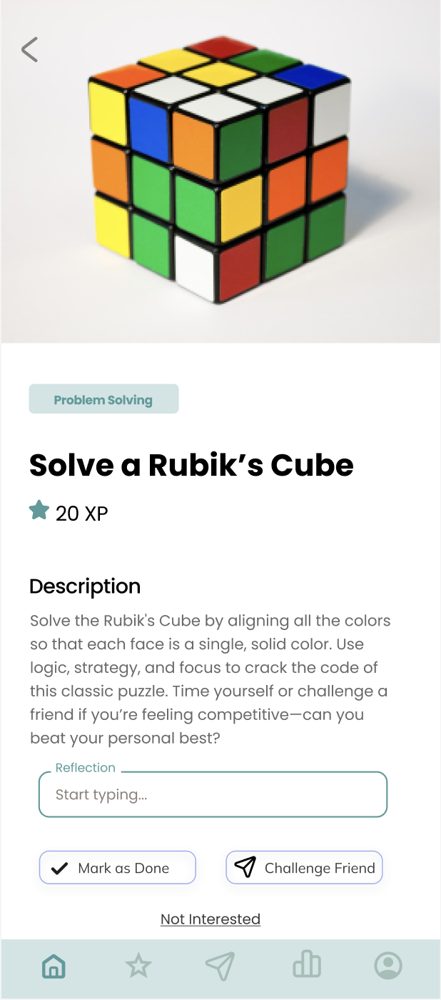 Problem Solving
Solve a Rubik’s Cube
20 XP
Description
Solve the Rubik's Cube by aligning all the colors
so that each face is a single, solid color. Use
logic, strategy, and focus to crack the code of
this classic puzzle. Time yourself or challenge a
friend if you’re feeling competitive—can you
beat your personal best?
Reflection
Start typing...
Mark as Done
Challenge Friend
Not Interested